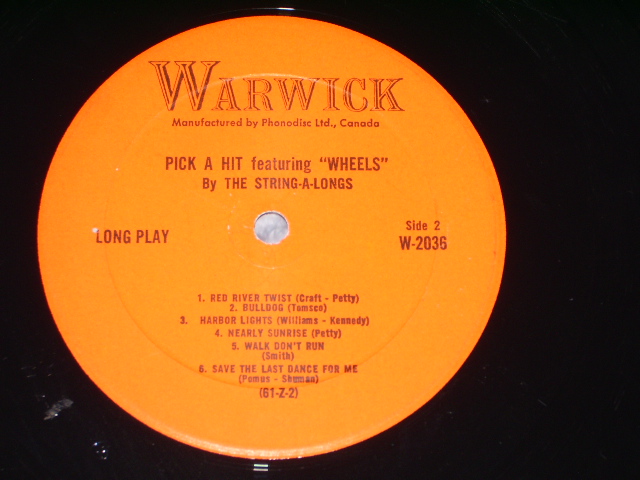 WARWICK
Manufactured by Phonodisc Ltd., Canada
PICK A HIT featuring "WHEELS"
By THE STRING-A-LONGS
LONG PLAY
Side 2
W-2036
1. RED RIVER TWIST (Craft - Petty)
2. BULLDOG (Tomsco)
3. HARBOR LIGHTS (Williams - Kennedy)
4. NEARLY SUNRISE (Petty)
5. WALK DON'T RUN
(Smith)
6. SAVE THE LAST DANCE FOR ME
(Pomus - Shuman)
(61-Z-2)